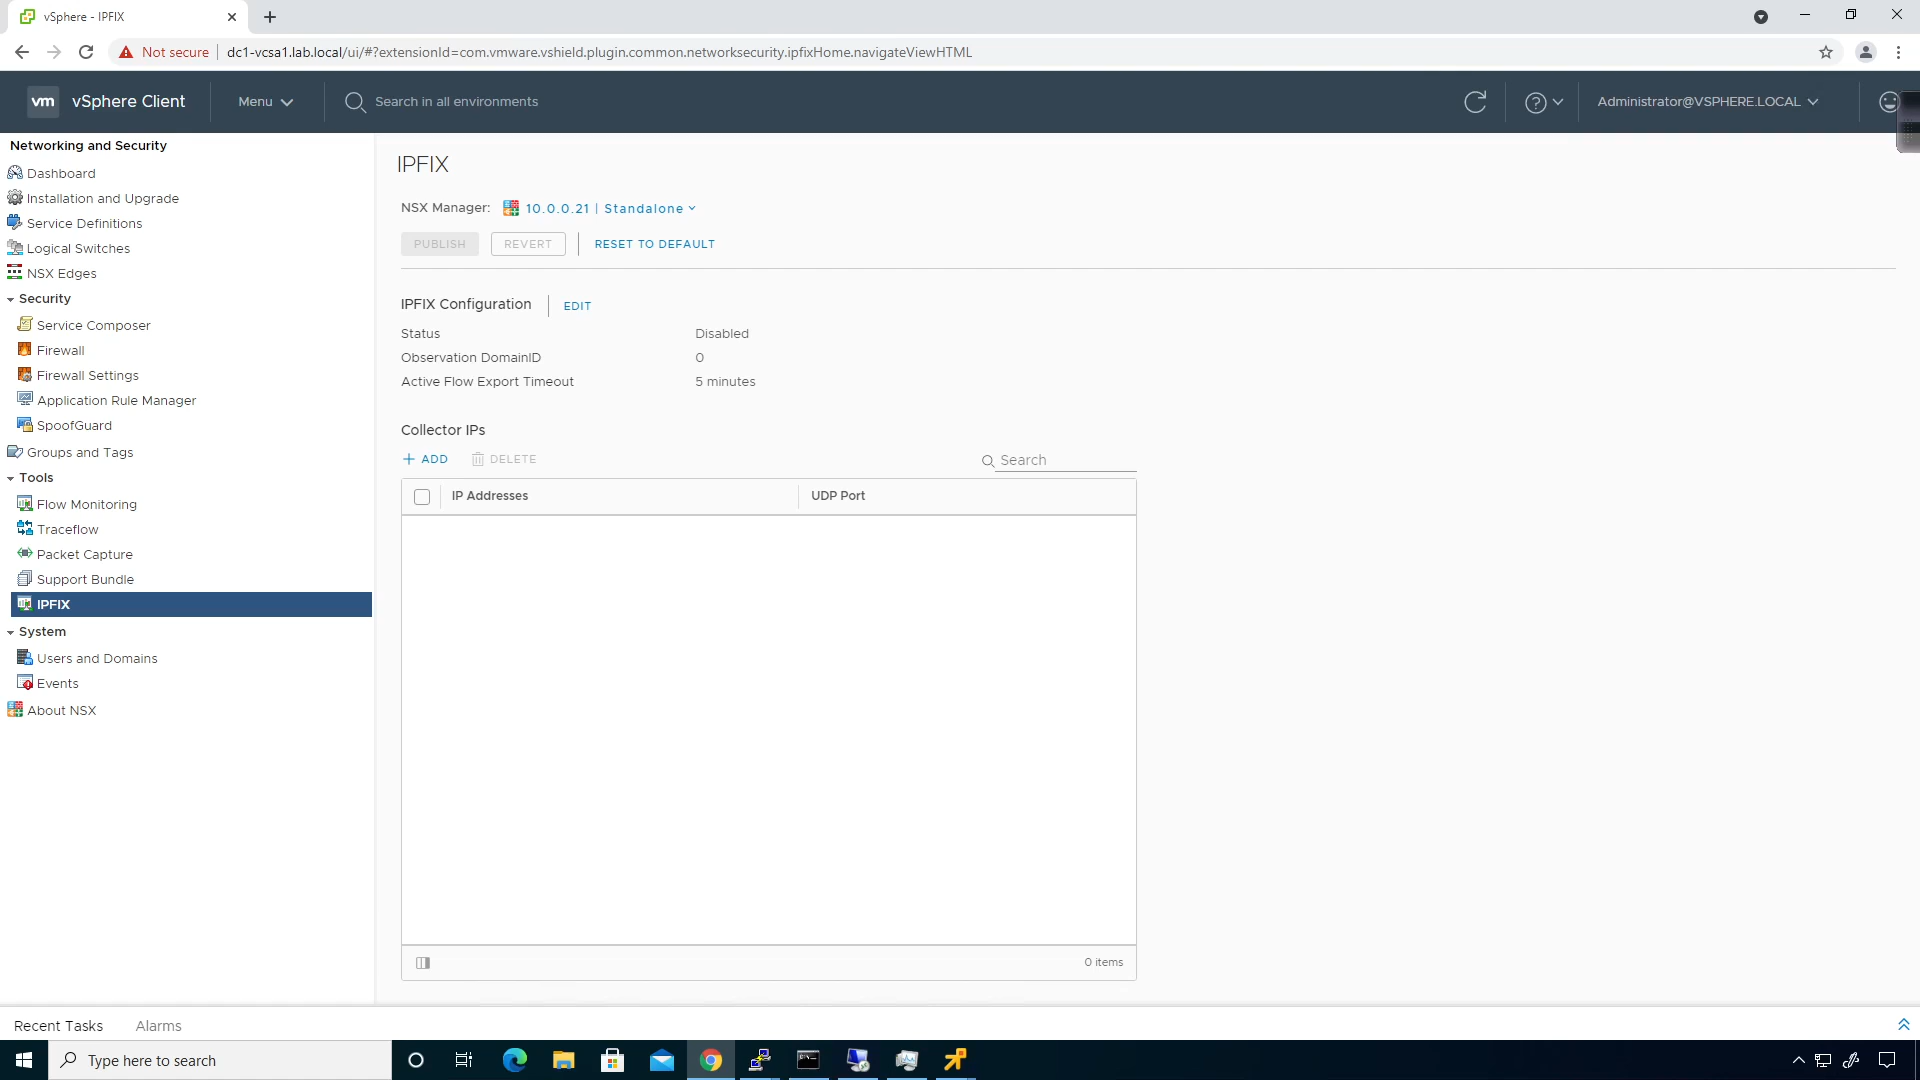 vSphere - IPFIX
Not secure
dc1-vcsa1.lab.local/ui/#?extensionId=com.vmware.vshield.plugin.common.networksecurity.ipfixHome.navigateViewHTML
vm
vSphere Client
Menu
Search in all environments
Administrator@VSPHERE.LOCAL
Networking and Security
Dashboard
Installation and Upgrade
Service Definitions
Logical Switches
NSX Edges
Security
Service Composer
Firewall
Firewall Settings
Application Rule Manager
SpoofGuard
Groups and Tags
Tools
Flow Monitoring
Traceflow
Packet Capture
Support Bundle
IPFIX
System
Users and Domains
Events
About NSX
IPFIX
NSX Manager: 10.0.0.21 | Standalone
PUBLISH REVERT RESET TO DEFAULT
IPFIX Configuration EDIT
Status Disabled
Observation DomainID 0
Active Flow Export Timeout 5 minutes
Collector IPs
ADD DELETE Search
IP Addresses UDP Port
0 items
Recent Tasks Alarms
Type here to search